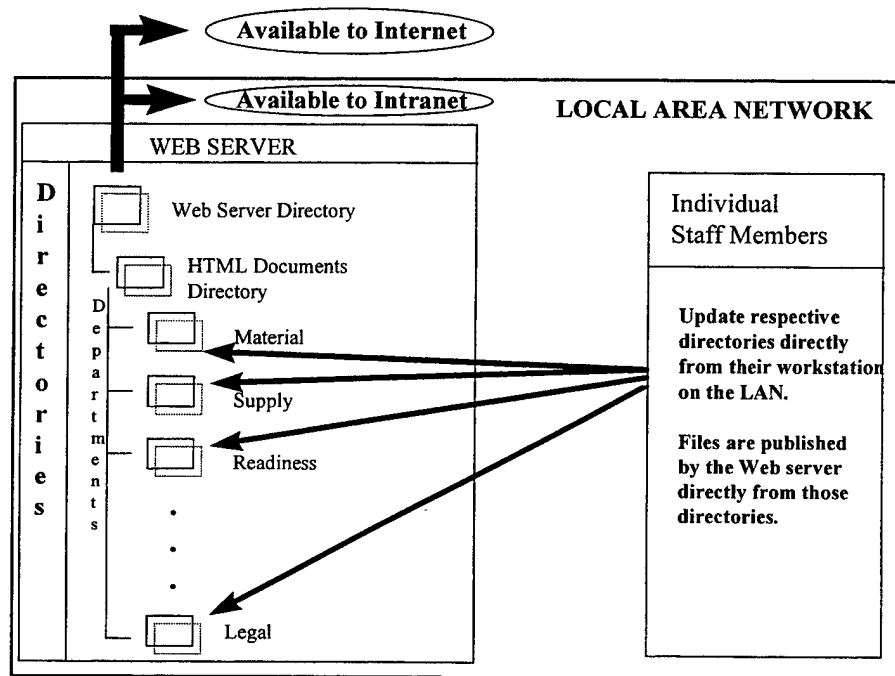 Available to Internet
Available to Intranet
LOCAL AREA NETWORK
WEB SERVER
Directories
Web Server Directory
HTML Documents
Directory
Departments
Material
Supply
Readiness
Legal
Individual
Staff Members
Update respective
directories directly
from their workstation
on the LAN.
Files are published
by the Web server
directly from those
directories.